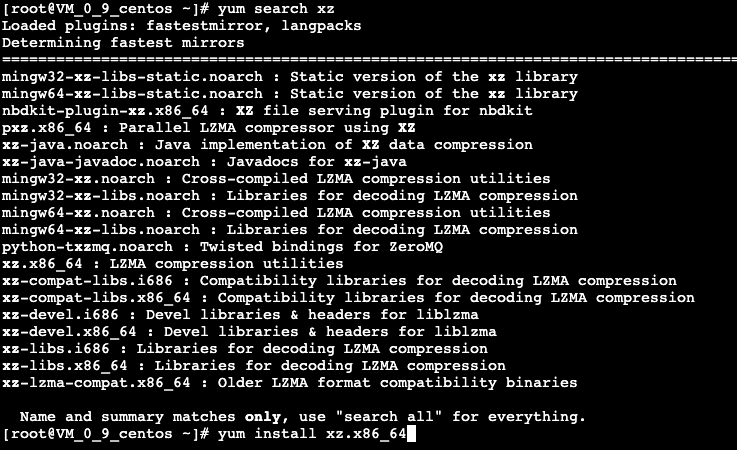 [root@VM_0_9_centos ~]# yum search xz
Loaded plugins: fastestmirror, langpacks
Determining fastest mirrors
================================================================================
mingw32-xz-libs-static.noarch : Static version of the xz library
mingw64-xz-libs-static.noarch : Static version of the xz library
nbdkit-plugin-xz.x86_64 : XZ file serving plugin for nbdkit
pxz.x86_64 : Parallel LZMA compressor using XZ
xz-java.noarch : Java implementation of XZ data compression
xz-java-javadoc.noarch : Javadocs for xz-java
mingw32-xz.noarch : Cross-compiled LZMA compression utilities
mingw32-xz-libs.noarch : Libraries for decoding LZMA compression
mingw64-xz.noarch : Cross-compiled LZMA compression utilities
mingw64-xz-libs.noarch : Libraries for decoding LZMA compression
python-txzmq.noarch : Twisted bindings for ZeroMQ
xz.x86_64 : LZMA compression utilities
xz-compat-libs.i686 : Compatibility libraries for decoding LZMA compression
xz-compat-libs.x86_64 : Compatibility libraries for decoding LZMA compression
xz-devel.i686 : Devel libraries & headers for liblzma
xz-devel.x86_64 : Devel libraries & headers for liblzma
xz-libs.i686 : Libraries for decoding LZMA compression
xz-libs.x86_64 : Libraries for decoding LZMA compression
xz-lzma-compat.x86_64 : Older LZMA format compatibility binaries
Name and summary matches only, use "search all" for everything.
[root@VM_0_9_centos ~]# yum install xz.x86_64